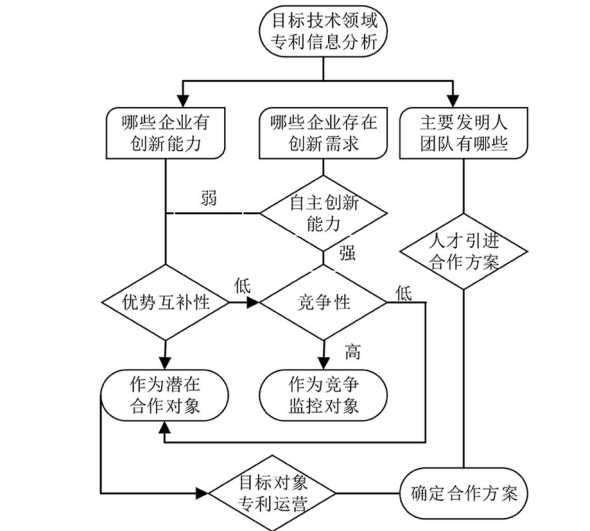 目标技术领域
专利信息分析
哪些企业有
创新能力
哪些企业存在
创新需求
主要发明人
团队有哪些
弱
自主创新
能力
强
人才引进
合作方案
优势互补性
低
竞争性
低
高
作为潜在
合作对象
作为竞争
监控对象
目标对象
专利运营
确定合作方案